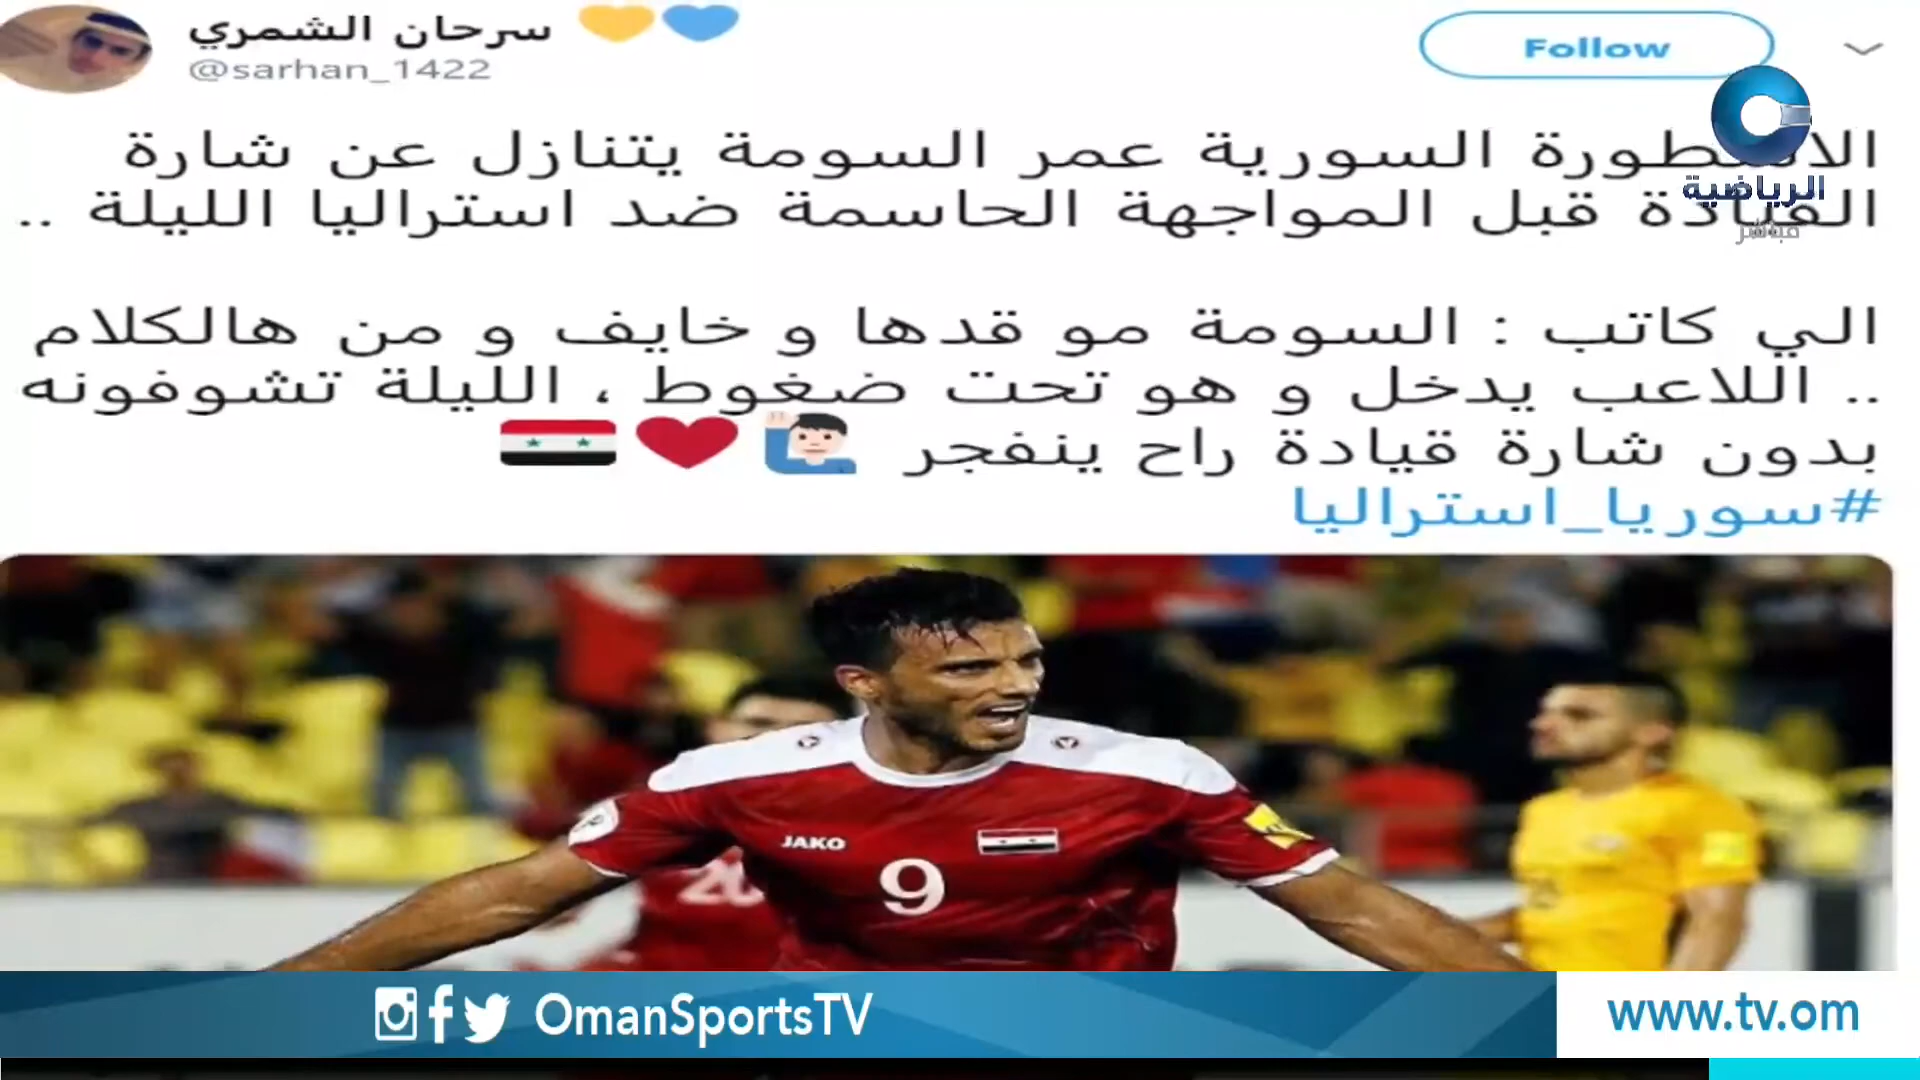 سرحان الشمري 💛💙
@sarhan_1422
Follow
الرياضية
مباشر
الاسطورة السورية عمر السومة يتنازل عن شارة
القيادة قبل المواجهة الحاسمة ضد استراليا الليلة ..
الي كاتب : السومة مو قدها و خايف و من هالكلام
.. اللاعب يدخل و هو تحت ضغوط ، الليلة تشوفونه
بدون شارة قيادة راح ينفجر 🙋🏻‍♂️❤️🇸🇾
#سوريا_استراليا
JAKO
9
20
OmanSportsTV
www.tv.om